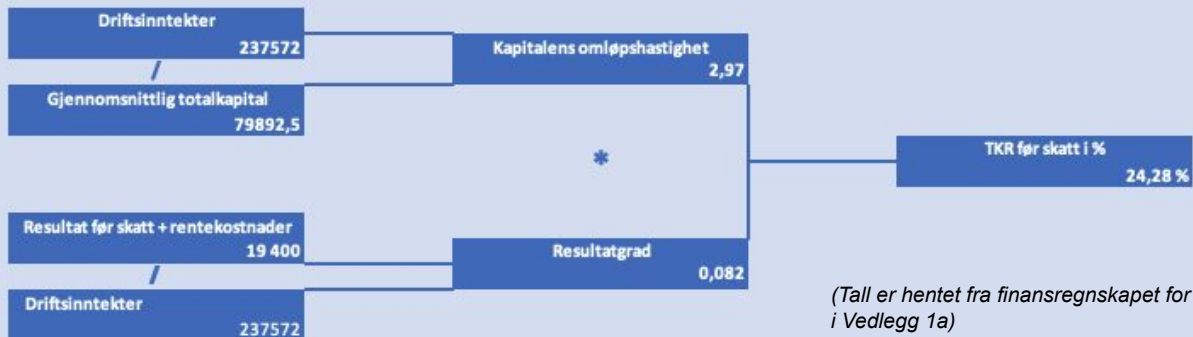 Driftsinntekter
237572
/
Gjennomsnittlig totalkapital
79892,5
Kapitalens omløpshastighet
2,97
*
TKR før skatt i %
24,28 %
Resultat før skatt + rentekostnader
19 400
/
Driftsinntekter
237572
Resultatgrad
0,082
(Tall er hentet fra finansregnskapet for
i Vedlegg 1a)